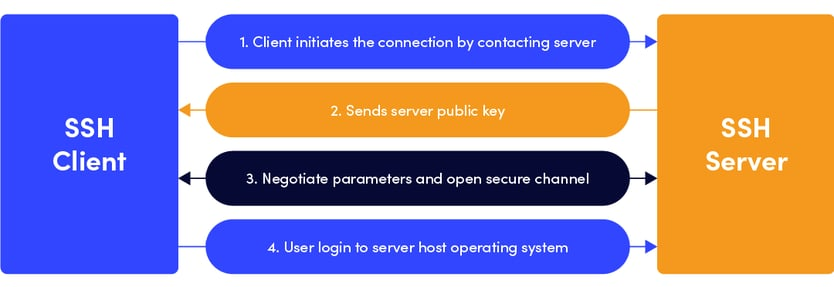 SSH
Client
1. Client initiates the connection by contacting server
2. Sends server public key
3. Negotiate parameters and open secure channel
4. User login to server host operating system
SSH
Server